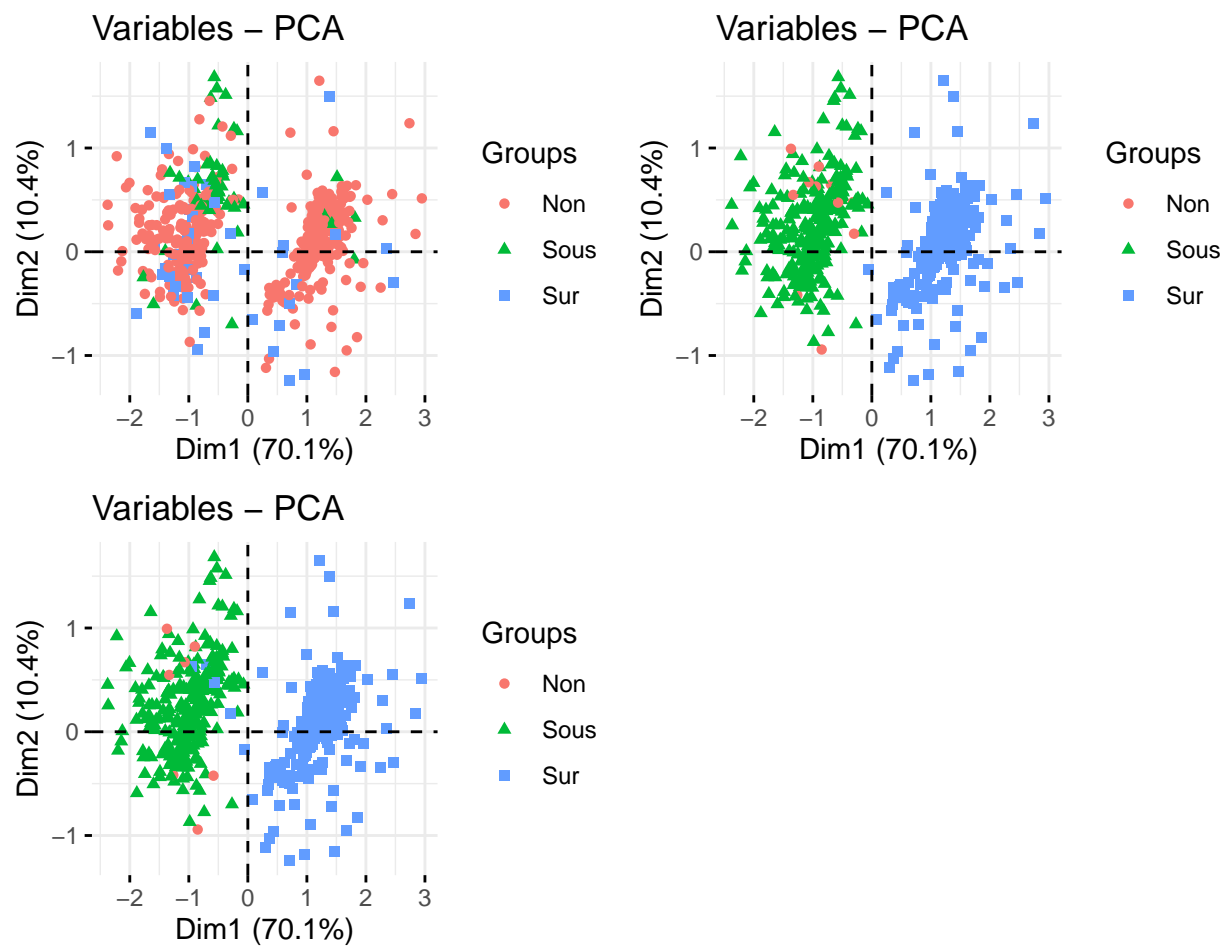 Variables – PCA
Dim2 (10.4%)
1
0
−1
−2 −1 0 1 2 3
Dim1 (70.1%)
Groups
Non
Sous
Sur
Variables – PCA
Dim2 (10.4%)
1
0
−1
−2 −1 0 1 2 3
Dim1 (70.1%)
Groups
Non
Sous
Sur
Variables – PCA
Dim2 (10.4%)
1
0
−1
−2 −1 0 1 2 3
Dim1 (70.1%)
Groups
Non
Sous
Sur